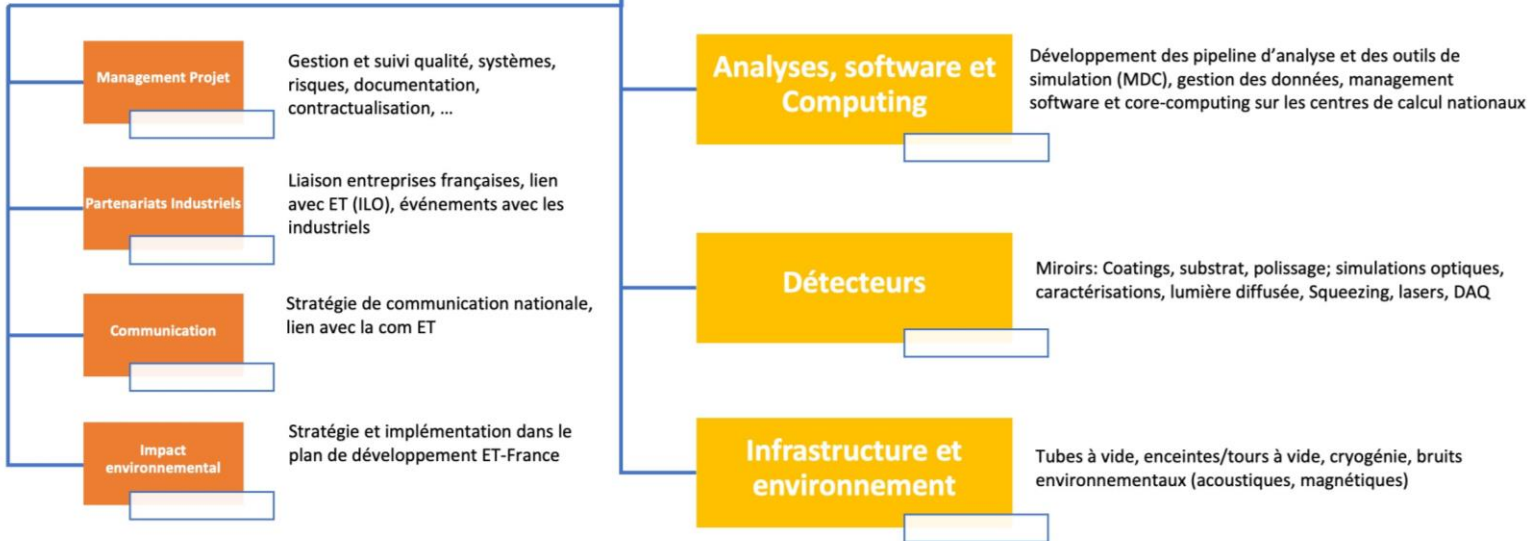 Management Projet
Gestion et suivi qualité, systèmes,
risques, documentation,
contractualisation, ...
Partenariats Industriels
Liaison entreprises françaises, lien
avec ET (ILO), événements avec les
industriels
Communication
Stratégie de communication nationale,
lien avec la com ET
Impact
environnemental
Stratégie et implémentation dans le
plan de développement ET-France
Analyses, software et
Computing
Développement des pipeline d'analyse et des outils de
simulation (MDC), gestion des données, management
software et core-computing sur les centres de calcul nationaux
Détecteurs
Miroirs: Coatings, substrat, polissage; simulations optiques,
caractérisations, lumière diffusée, Squeezing, lasers, DAQ
Infrastructure et
environnement
Tubes à vide, enceintes/tours à vide, cryogénie, bruits
environmentaux (acoustiques, magnétiques)